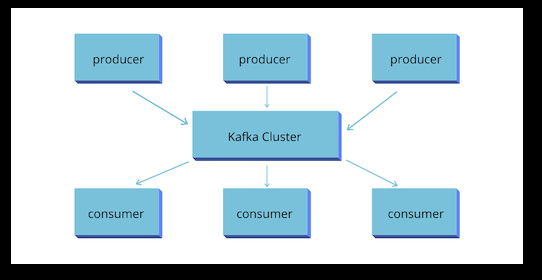 producer
producer
producer
Kafka Cluster
consumer
consumer
consumer